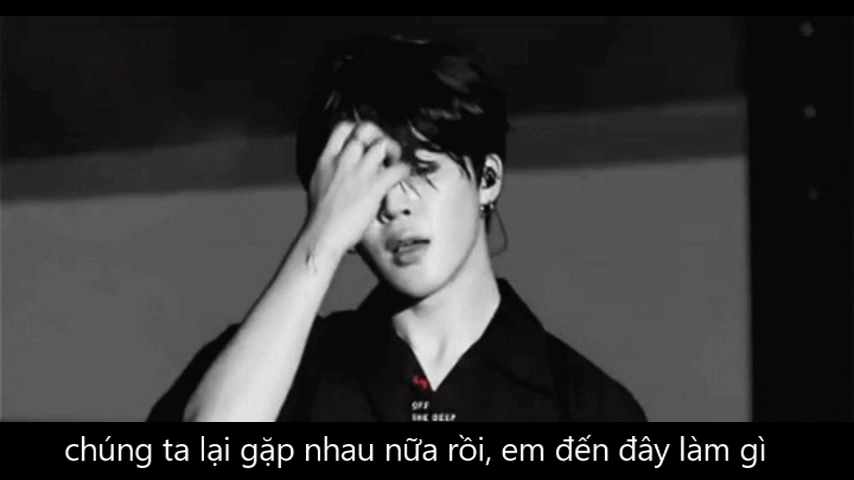 OFF
THE DEEP
chúng ta lại gặp nhau nữa rồi, em đến đây làm gì